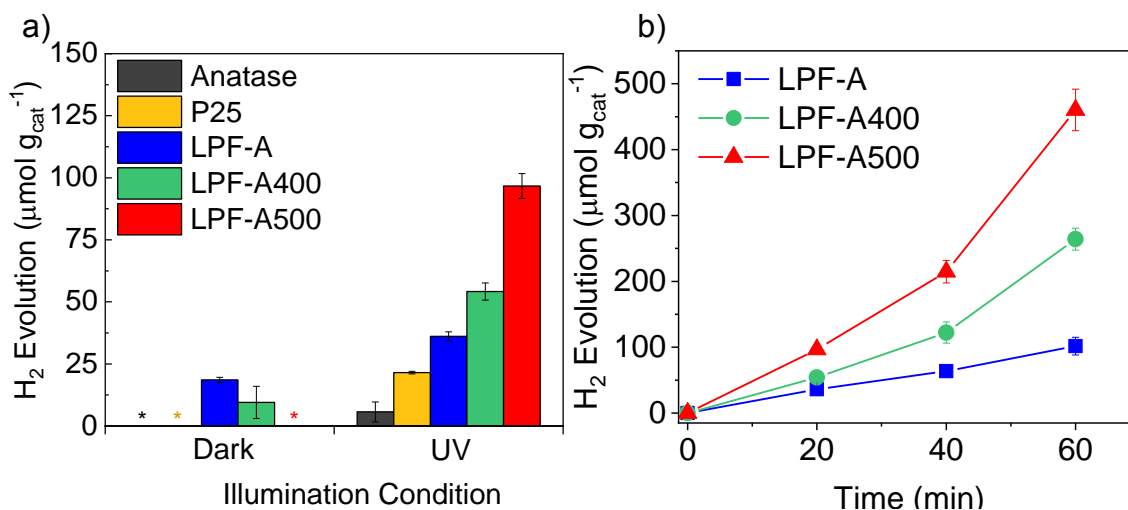 a)
H₂ Evolution (μmol g_cat⁻¹)
150
125
100
75
50
25
0
Anatase
P25
LPF-A
LPF-A400
LPF-A500
*
*
*
Dark
UV
Illumination Condition
b)
H₂ Evolution (μmol g_cat⁻¹)
500
400
300
200
100
0
LPF-A
LPF-A400
LPF-A500
0
20
40
60
Time (min)